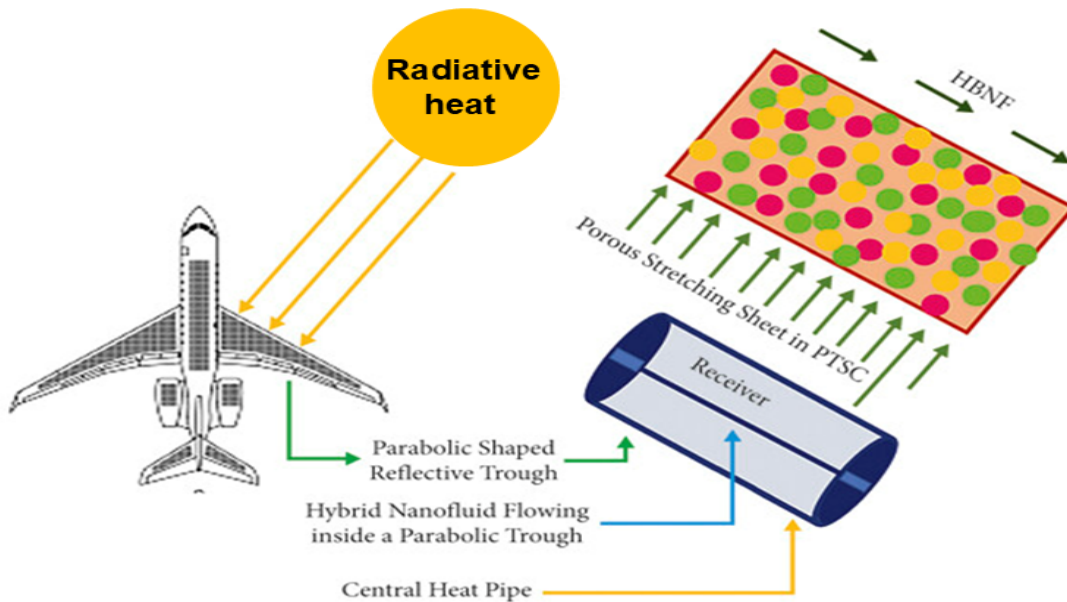 Radiative
heat
HBNF
Porous Stretching Sheet in PTSC
Receiver
Parabolic Shaped
Reflective Trough
Hybrid Nanofluid Flowing
inside a Parabolic Trough
Central Heat Pipe